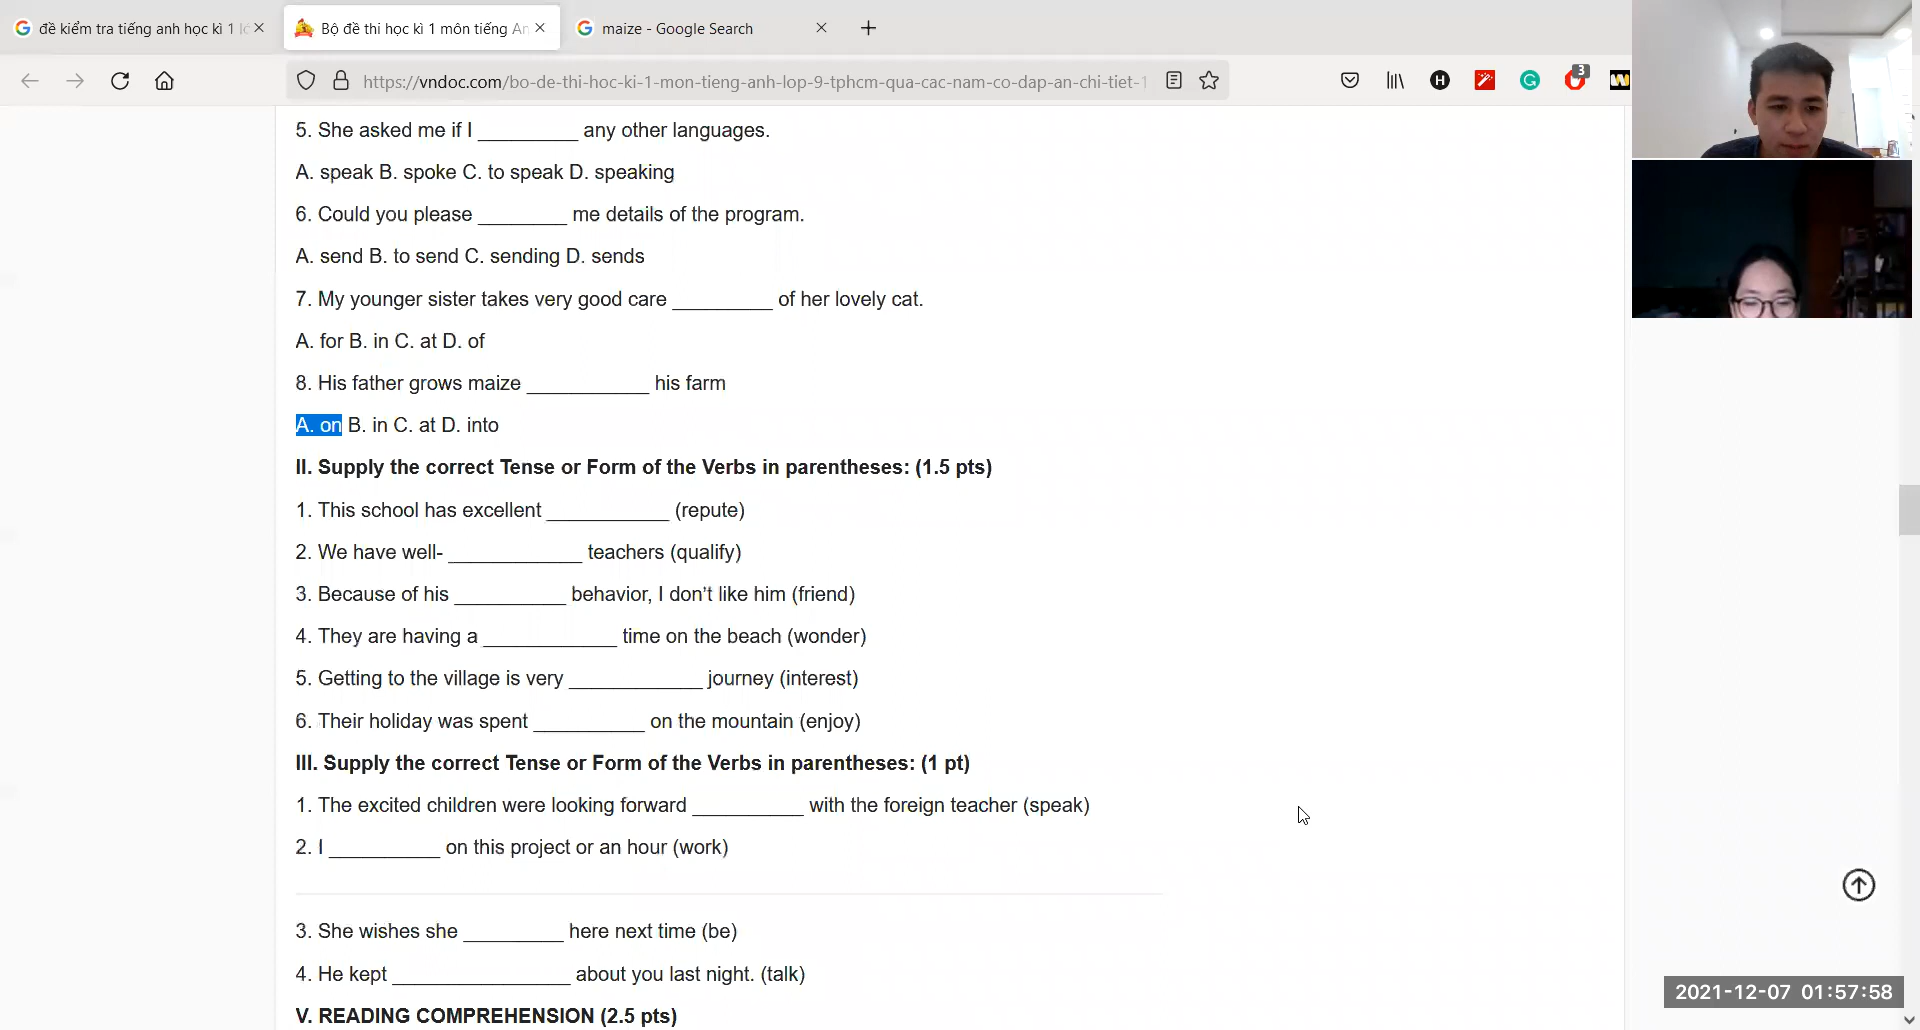 đề kiểm tra tiếng anh học kì 1 lớ
Bộ đề thi học kì 1 môn tiếng An
maize - Google Search
https://vndoc.com/bo-de-thi-hoc-ki-1-mon-tieng-anh-lop-9-tphcm-qua-cac-nam-co-dap-an-chi-tiet-1
H
G
3
W
5. She asked me if I _________ any other languages.
A. speak B. spoke C. to speak D. speaking
6. Could you please ________ me details of the program.
A. send B. to send C. sending D. sends
7. My younger sister takes very good care _________ of her lovely cat.
A. for B. in C. at D. of
8. His father grows maize ___________ his farm
A. on B. in C. at D. into
II. Supply the correct Tense or Form of the Verbs in parentheses: (1.5 pts)
1. This school has excellent ___________ (repute)
2. We have well- ____________ teachers (qualify)
3. Because of his __________ behavior, I don’t like him (friend)
4. They are having a ____________ time on the beach (wonder)
5. Getting to the village is very ____________ journey (interest)
6. Their holiday was spent __________ on the mountain (enjoy)
III. Supply the correct Tense or Form of the Verbs in parentheses: (1 pt)
1. The excited children were looking forward __________ with the foreign teacher (speak)
2. I __________ on this project or an hour (work)
3. She wishes she _________ here next time (be)
4. He kept ________________ about you last night. (talk)
V. READING COMPREHENSION (2.5 pts)
2021-12-07 01:57:58